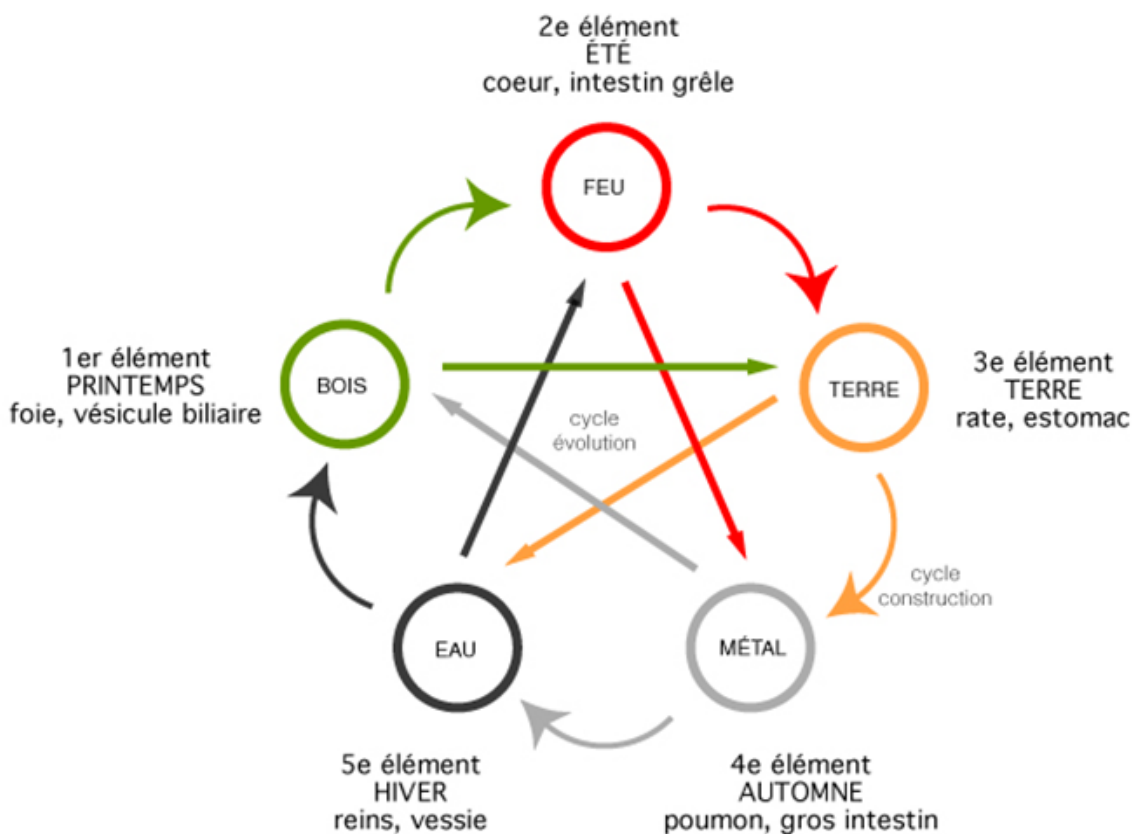 2e élément
ÉTÉ
coeur, intestin grêle
FEU
1er élément
PRINTEMPS
foie, vésicule biliaire
BOIS
TERRE
3e élément
TERRE
rate, estomac
cycle
évolution
cycle
construction
EAU
MÉTAL
5e élément
HIVER
reins, vessie
4e élément
AUTOMNE
poumon, gros intestin